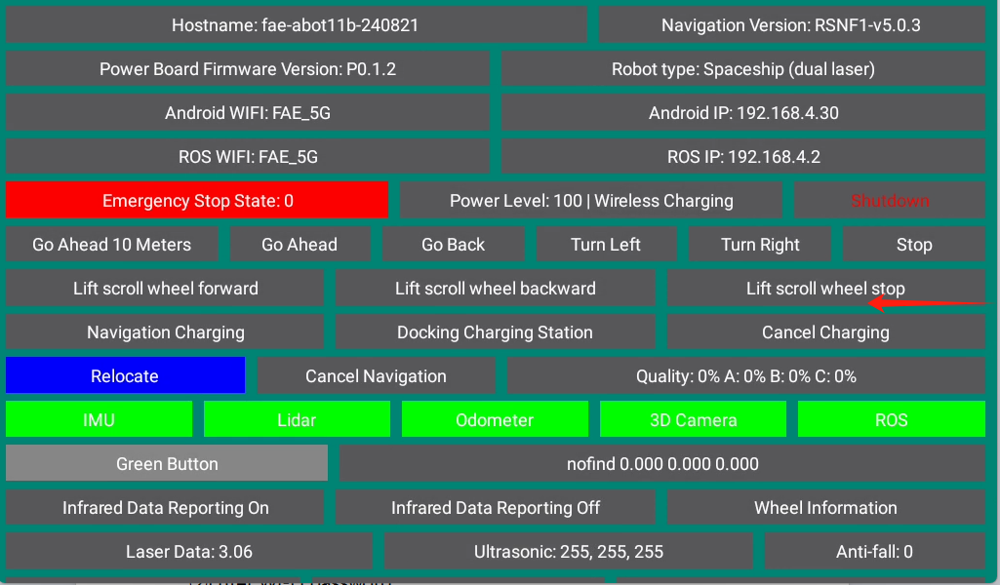 Hostname: fae-abot11b-240821
Navigation Version: RSNF1-v5.0.3
Power Board Firmware Version: P0.1.2
Robot type: Spaceship (dual laser)
Android WIFI: FAE_5G
Android IP: 192.168.4.30
ROS WIFI: FAE_5G
ROS IP: 192.168.4.2
Emergency Stop State: 0
Power Level: 100 | Wireless Charging
Shutdown
Go Ahead 10 Meters
Go Ahead
Go Back
Turn Left
Turn Right
Stop
Lift scroll wheel forward
Lift scroll wheel backward
Lift scroll wheel stop
Navigation Charging
Docking Charging Station
Cancel Charging
Relocate
Cancel Navigation
Quality: 0% A: 0% B: 0% C: 0%
IMU
Lidar
Odometer
3D Camera
ROS
Green Button
nofind 0.000 0.000 0.000
Infrared Data Reporting On
Infrared Data Reporting Off
Wheel Information
Laser Data: 3.06
Ultrasonic: 255, 255, 255
Anti-fall: 0